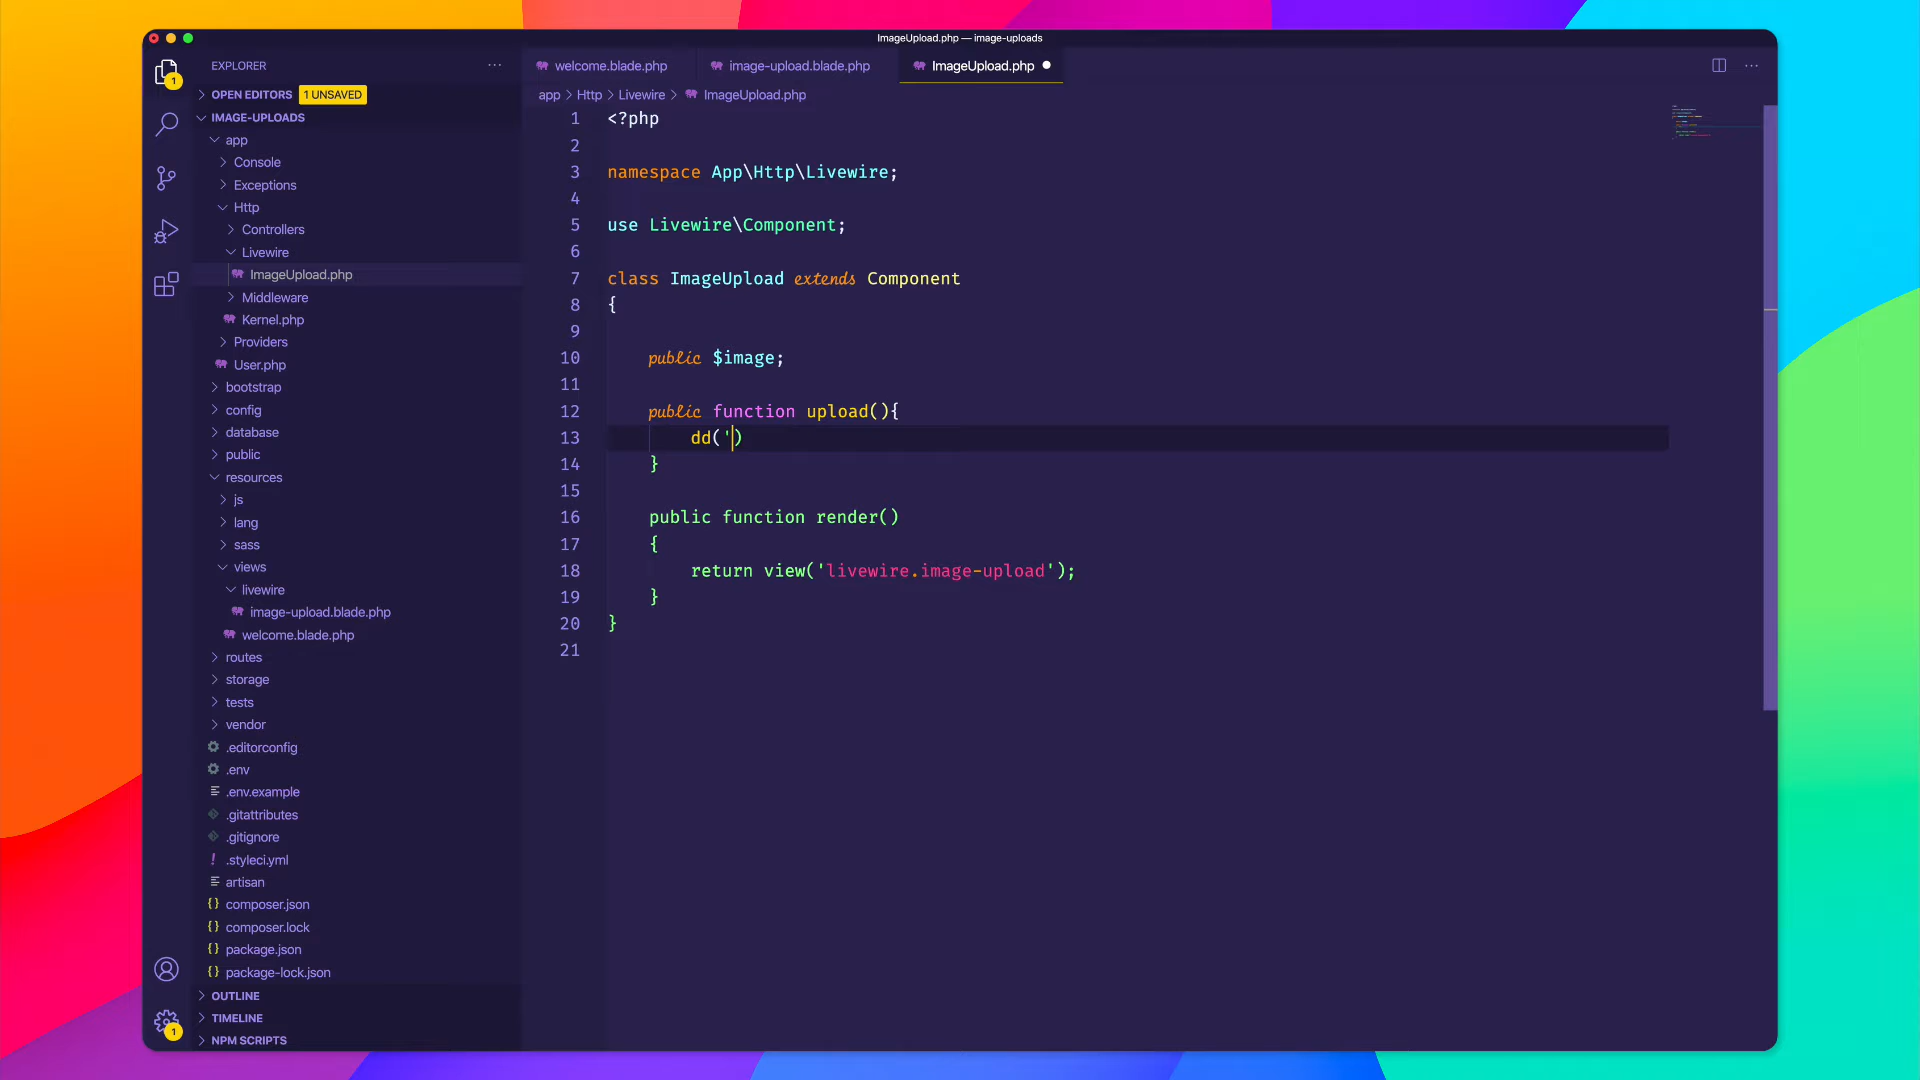 ImageUpload.php — image-uploads
1
EXPLORER
OPEN EDITORS 1 UNSAVED
IMAGE-UPLOADS
app
Console
Exceptions
Http
Controllers
Livewire
ImageUpload.php
Middleware
Kernel.php
Providers
User.php
bootstrap
config
database
public
resources
js
lang
sass
views
livewire
image-upload.blade.php
welcome.blade.php
routes
storage
tests
vendor
.editorconfig
.env
.env.example
.gitattributes
.gitignore
.styleci.yml
artisan
composer.json
composer.lock
package.json
package-lock.json
OUTLINE
TIMELINE
NPM SCRIPTS
1
welcome.blade.php
image-upload.blade.php
ImageUpload.php
app > Http > Livewire > ImageUpload.php
1 <?php
2
3 namespace App\Http\Livewire;
4
5 use Livewire\Component;
6
7 class ImageUpload extends Component
8 {
9
10 public $image;
11
12 public function upload(){
13 dd(')
14 }
15
16 public function render()
17 {
18 return view('livewire.image-upload');
19 }
20 }
21